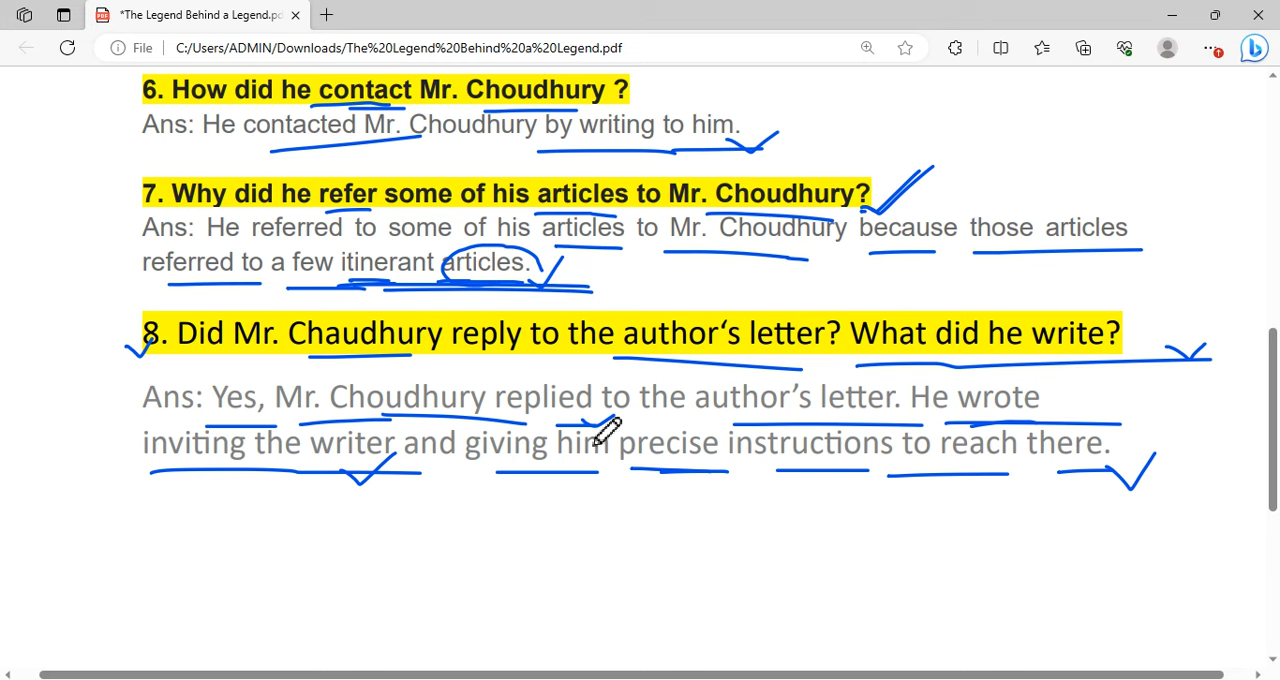 *The Legend Behind a Legend.pd
File C:/Users/ADMIN/Downloads/The%20Legend%20Behind%20a%20Legend.pdf
6. How did he contact Mr. Choudhury ?
Ans: He contacted Mr. Choudhury by writing to him.
7. Why did he refer some of his articles to Mr. Choudhury?
Ans: He referred to some of his articles to Mr. Choudhury because those articles
referred to a few itinerant articles.
8. Did Mr. Chaudhury reply to the author‘s letter? What did he write?
Ans: Yes, Mr. Choudhury replied to the author’s letter. He wrote
inviting the writer and giving him precise instructions to reach there.